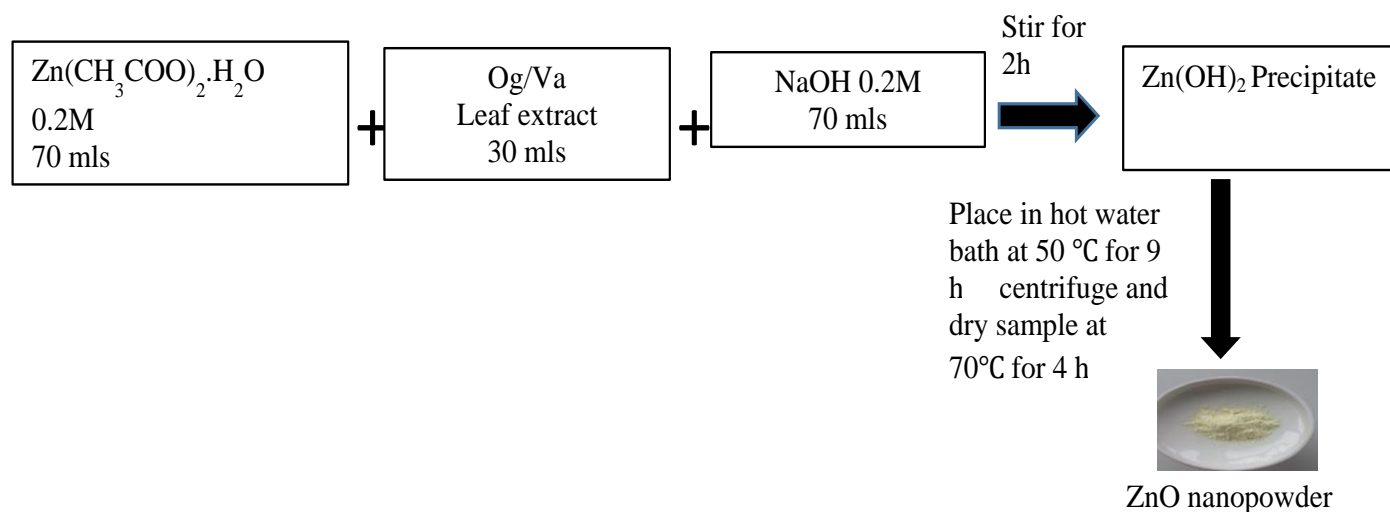 Zn(CH₃COO)₂.H₂O
0.2M
70 mls
+
Og/Va
Leaf extract
30 mls
+
NaOH 0.2M
70 mls
Stir for
2h
Zn(OH)₂ Precipitate
Place in hot water
bath at 50 ℃ for 9
h centrifuge and
dry sample at
70℃ for 4 h
ZnO nanopowder